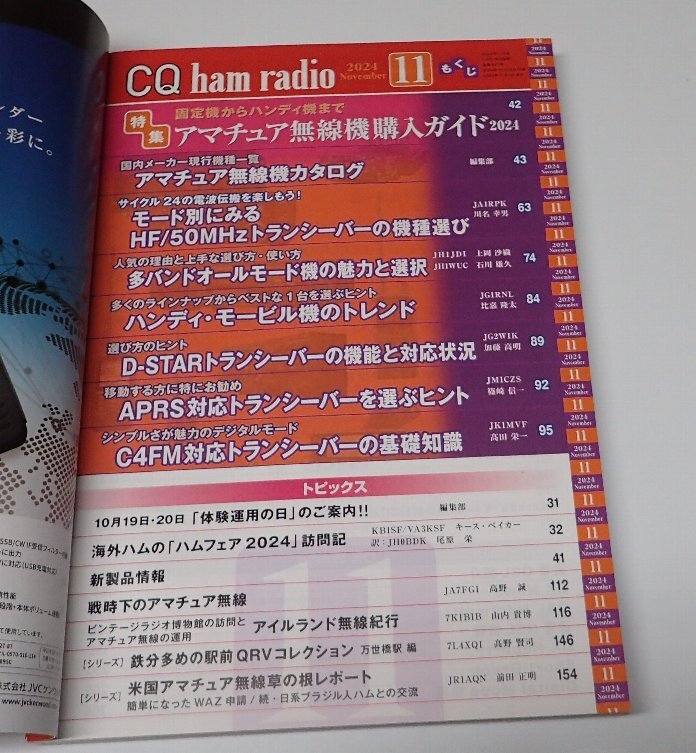 CQ ham radio 2024 November 11 もくじ
特集 固定機からハンディ機まで
アマチュア無線機購入ガイド2024 42
国内メーカー現行機種一覧
アマチュア無線機カタログ 編集部 43
サイクル24の電波伝搬を楽しもう!
モード別にみる
HF/50MHzトランシーバーの機種選び JA1RPK 川名 幸男 63
人気の理由と上手な選び方・使い方
多バンドオールモード機の魅力と選択 JH1JDI 上岡 沙織 JH1WUC 石川 雄久 74
多くのラインナップからベストな1台を選ぶヒント
ハンディ・モービル機のトレンド JG1RNL 比嘉 隆太 84
選び方のヒント
D-STARトランシーバーの機能と対応状況 JG2WIK 加藤 高明 89
移動する方に特にお勧め
APRS対応トランシーバーを選ぶヒント JM1CZS 篠崎 信一 92
シンプルさが魅力のデジタルモード
C4FM対応トランシーバーの基礎知識 JK1MVF 髙田 栄一 95
トピックス
10月19日・20日「体験運用の日」のご案内!! 編集部 31
海外ハムの「ハムフェア2024」訪問記 KB1SF/VA3KSF キース・ベイカー 訳:JH0BDK 尾原 栄 32
新製品情報 41
戦時下のアマチュア無線 JA7FGI 高野 誠 112
ビンテージラジオ博物館の訪問と
アマチュア無線の運用 アイルランド無線紀行 7K1BIB 山内 貴博 116
[シリーズ] 鉄分多めの駅前QRVコレクション 万世橋駅 編 7L4XQI 高野 賢司 146
[シリーズ] 米国アマチュア無線草の根レポート JR1AQN 前田 正明 154
簡単になったWAZ申請/続・日系ブラジル人ハムとの交流
ンダー
彩に。
www.jvckenwood.